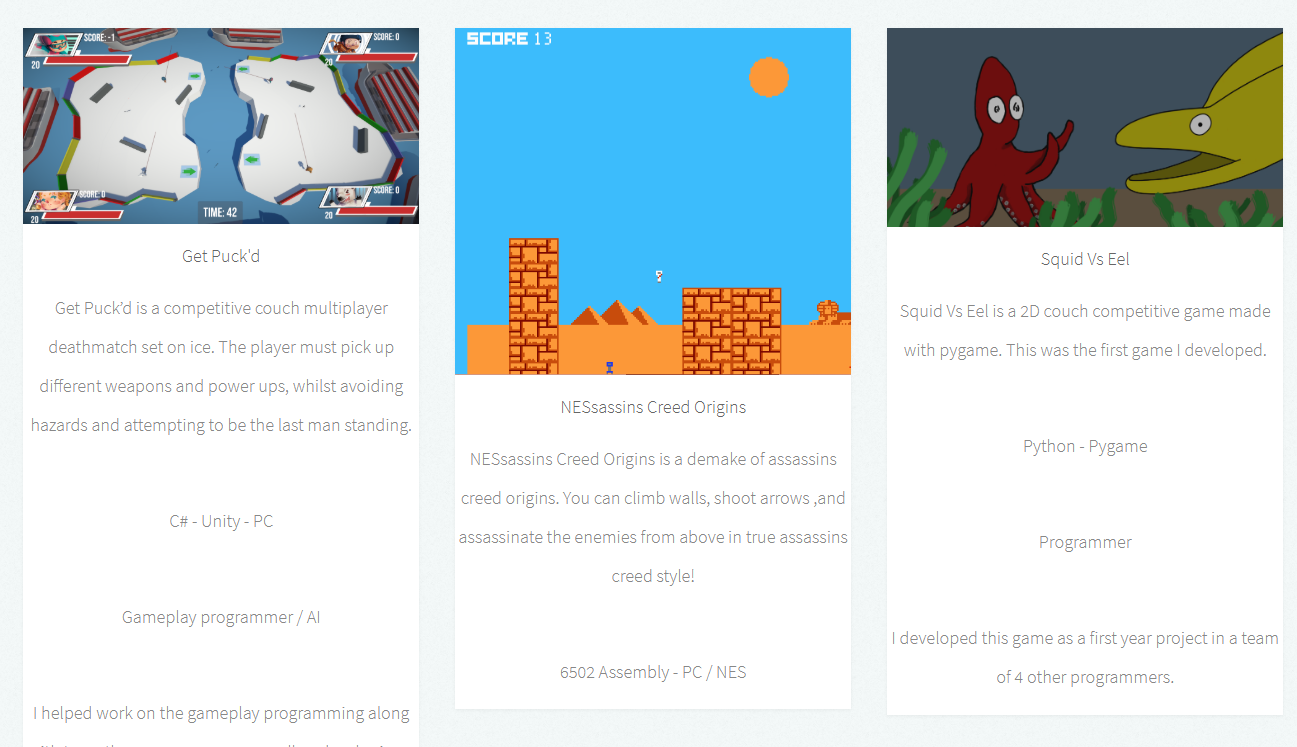 SCORE: -1
20
SCORE: 0
20
SCORE: 0
20
SCORE: 0
20
TIME: 42
Get Puck'd
Get Puck’d is a competitive couch multiplayer
deathmatch set on ice. The player must pick up
different weapons and power ups, whilst avoiding
hazards and attempting to be the last man standing.
C# - Unity - PC
Gameplay programmer / AI
I helped work on the gameplay programming along
SCORE 13
NESsassins Creed Origins
NESsassins Creed Origins is a demake of assassins
creed origins. You can climb walls, shoot arrows ,and
assassinate the enemies from above in true assassins
creed style!
6502 Assembly - PC / NES
Squid Vs Eel
Squid Vs Eel is a 2D couch competitive game made
with pygame. This was the first game I developed.
Python - Pygame
Programmer
I developed this game as a first year project in a team
of 4 other programmers.